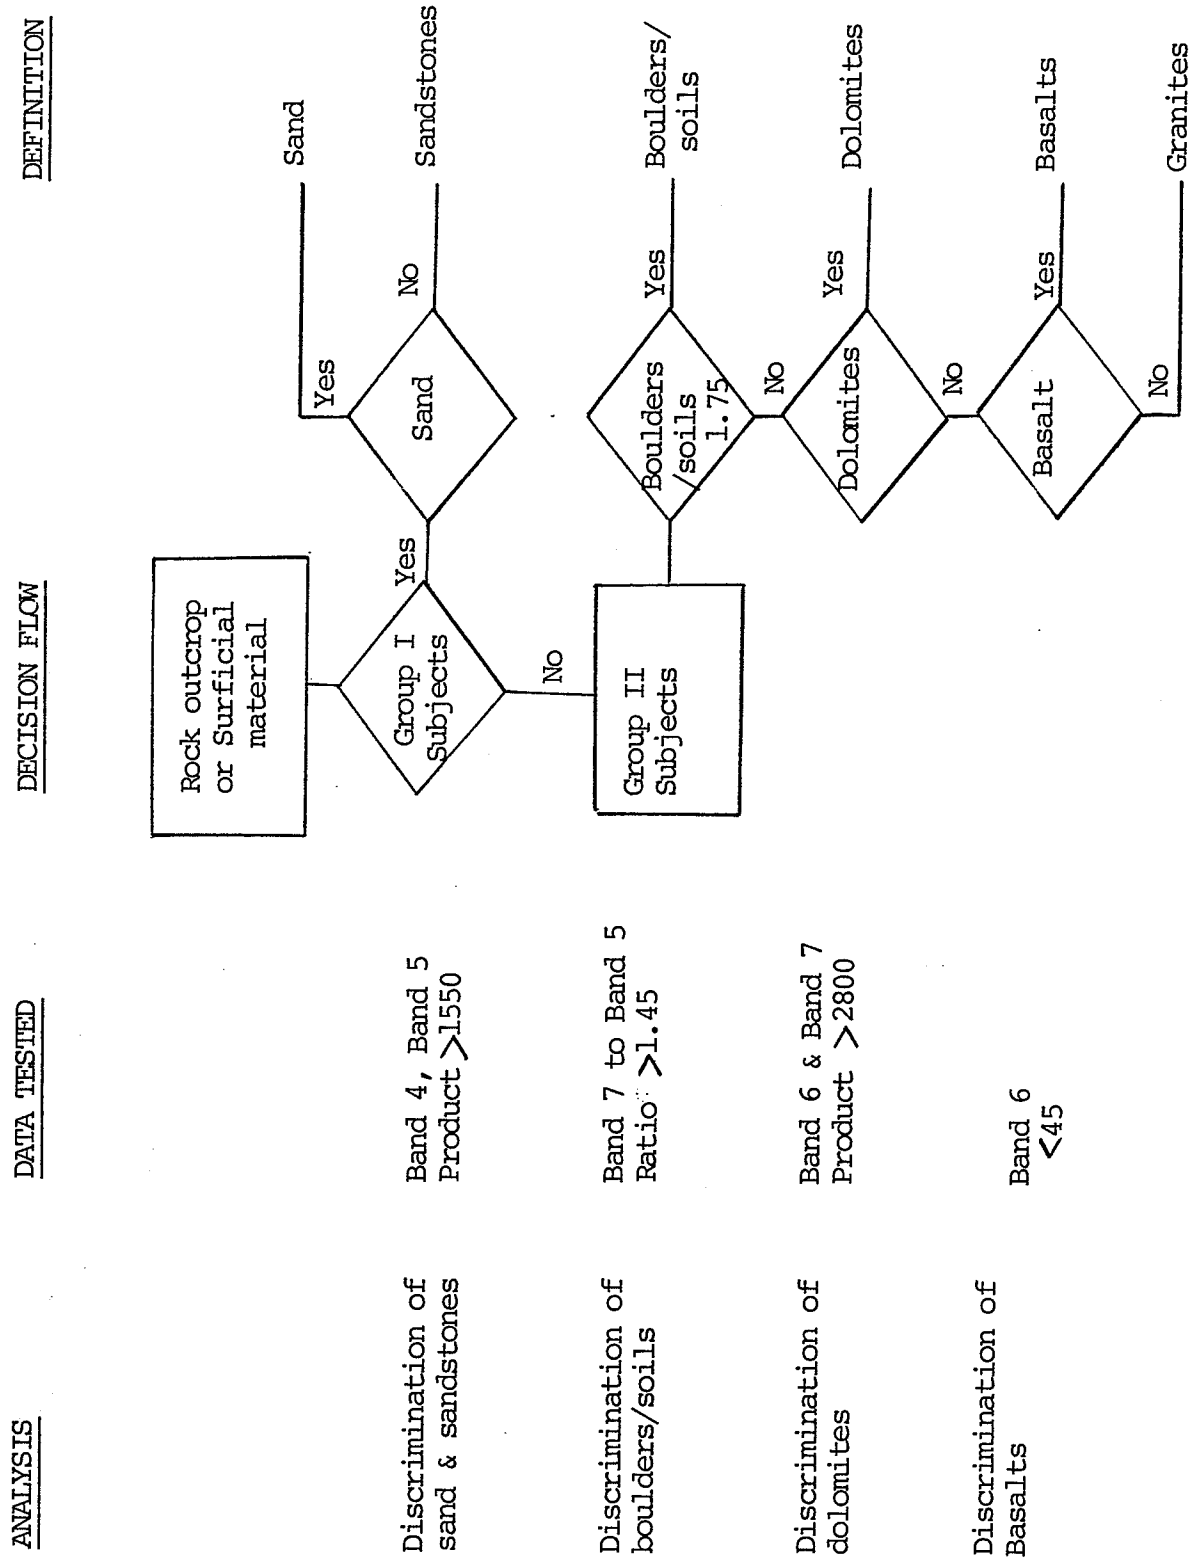 ANALYSIS
DATA TESTED
DECISION FLOW
DEFINITION
Rock outcrop
or Surficial
material
Discrimination of
sand & sandstones
Band 4, Band 5
Product >1550
Group I
Subjects
Yes
No
Sand
Yes
No
Sand
Sandstones
Discrimination of
boulders/soils
Band 7 to Band 5
Ratio >1.45
Group II
Subjects
Boulders
/soils
1.75
Yes
No
Boulders/
soils
Discrimination of
dolomites
Band 6 & Band 7
Product >2800
Dolomites
Yes
No
Dolomites
Discrimination of
Basalts
Band 6
<45
Basalt
Yes
No
Basalts
Granites